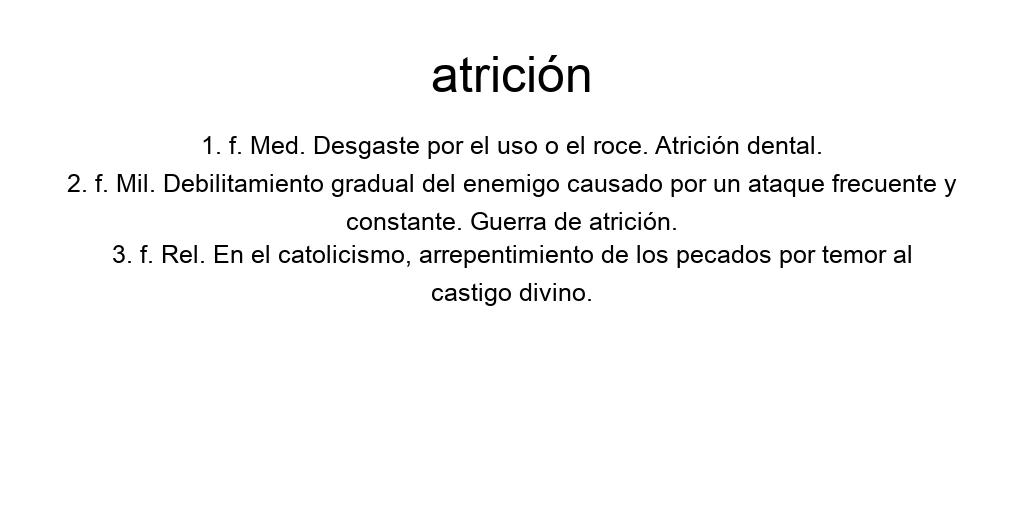 atrición
1. f. Med. Desgaste por el uso o el roce. Atrición dental.
2. f. Mil. Debilitamiento gradual del enemigo causado por un ataque frecuente y
constante. Guerra de atrición.
3. f. Rel. En el catolicismo, arrepentimiento de los pecados por temor al
castigo divino.